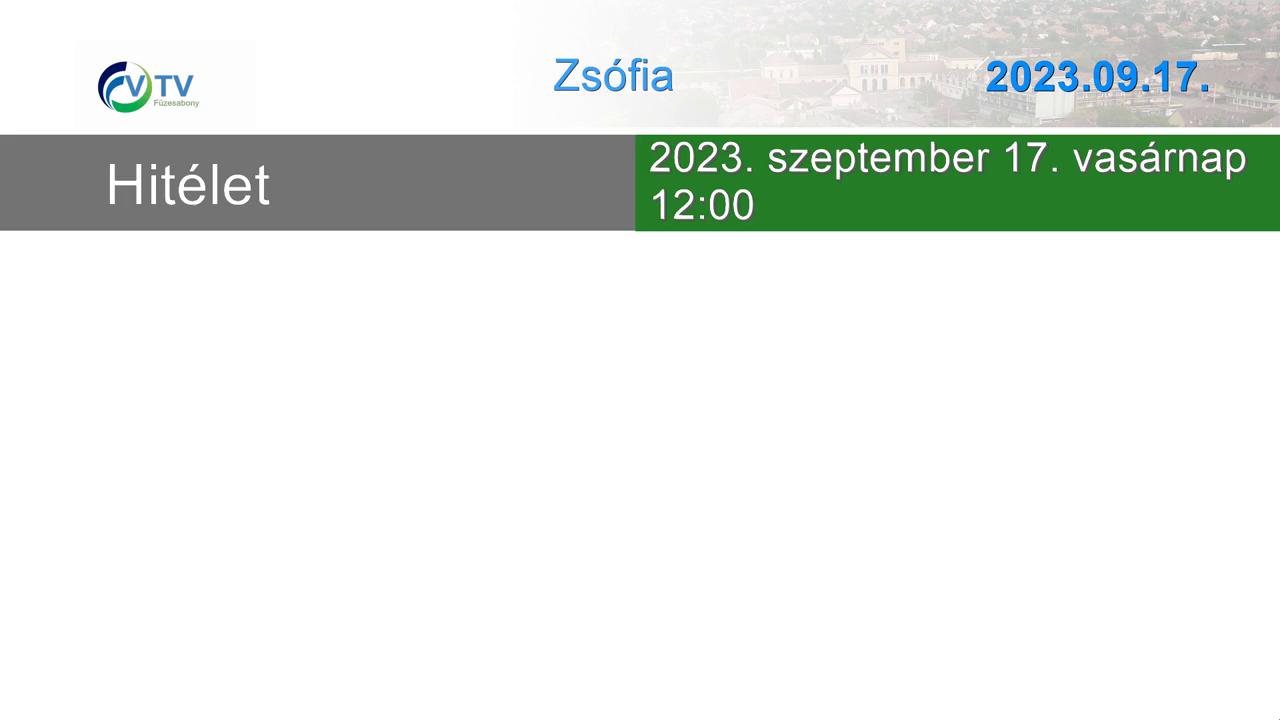 VTV
Füzesabony
Zsófia
2023.09.17.
Hitélet
2023. szeptember 17. vasárnap
12:00